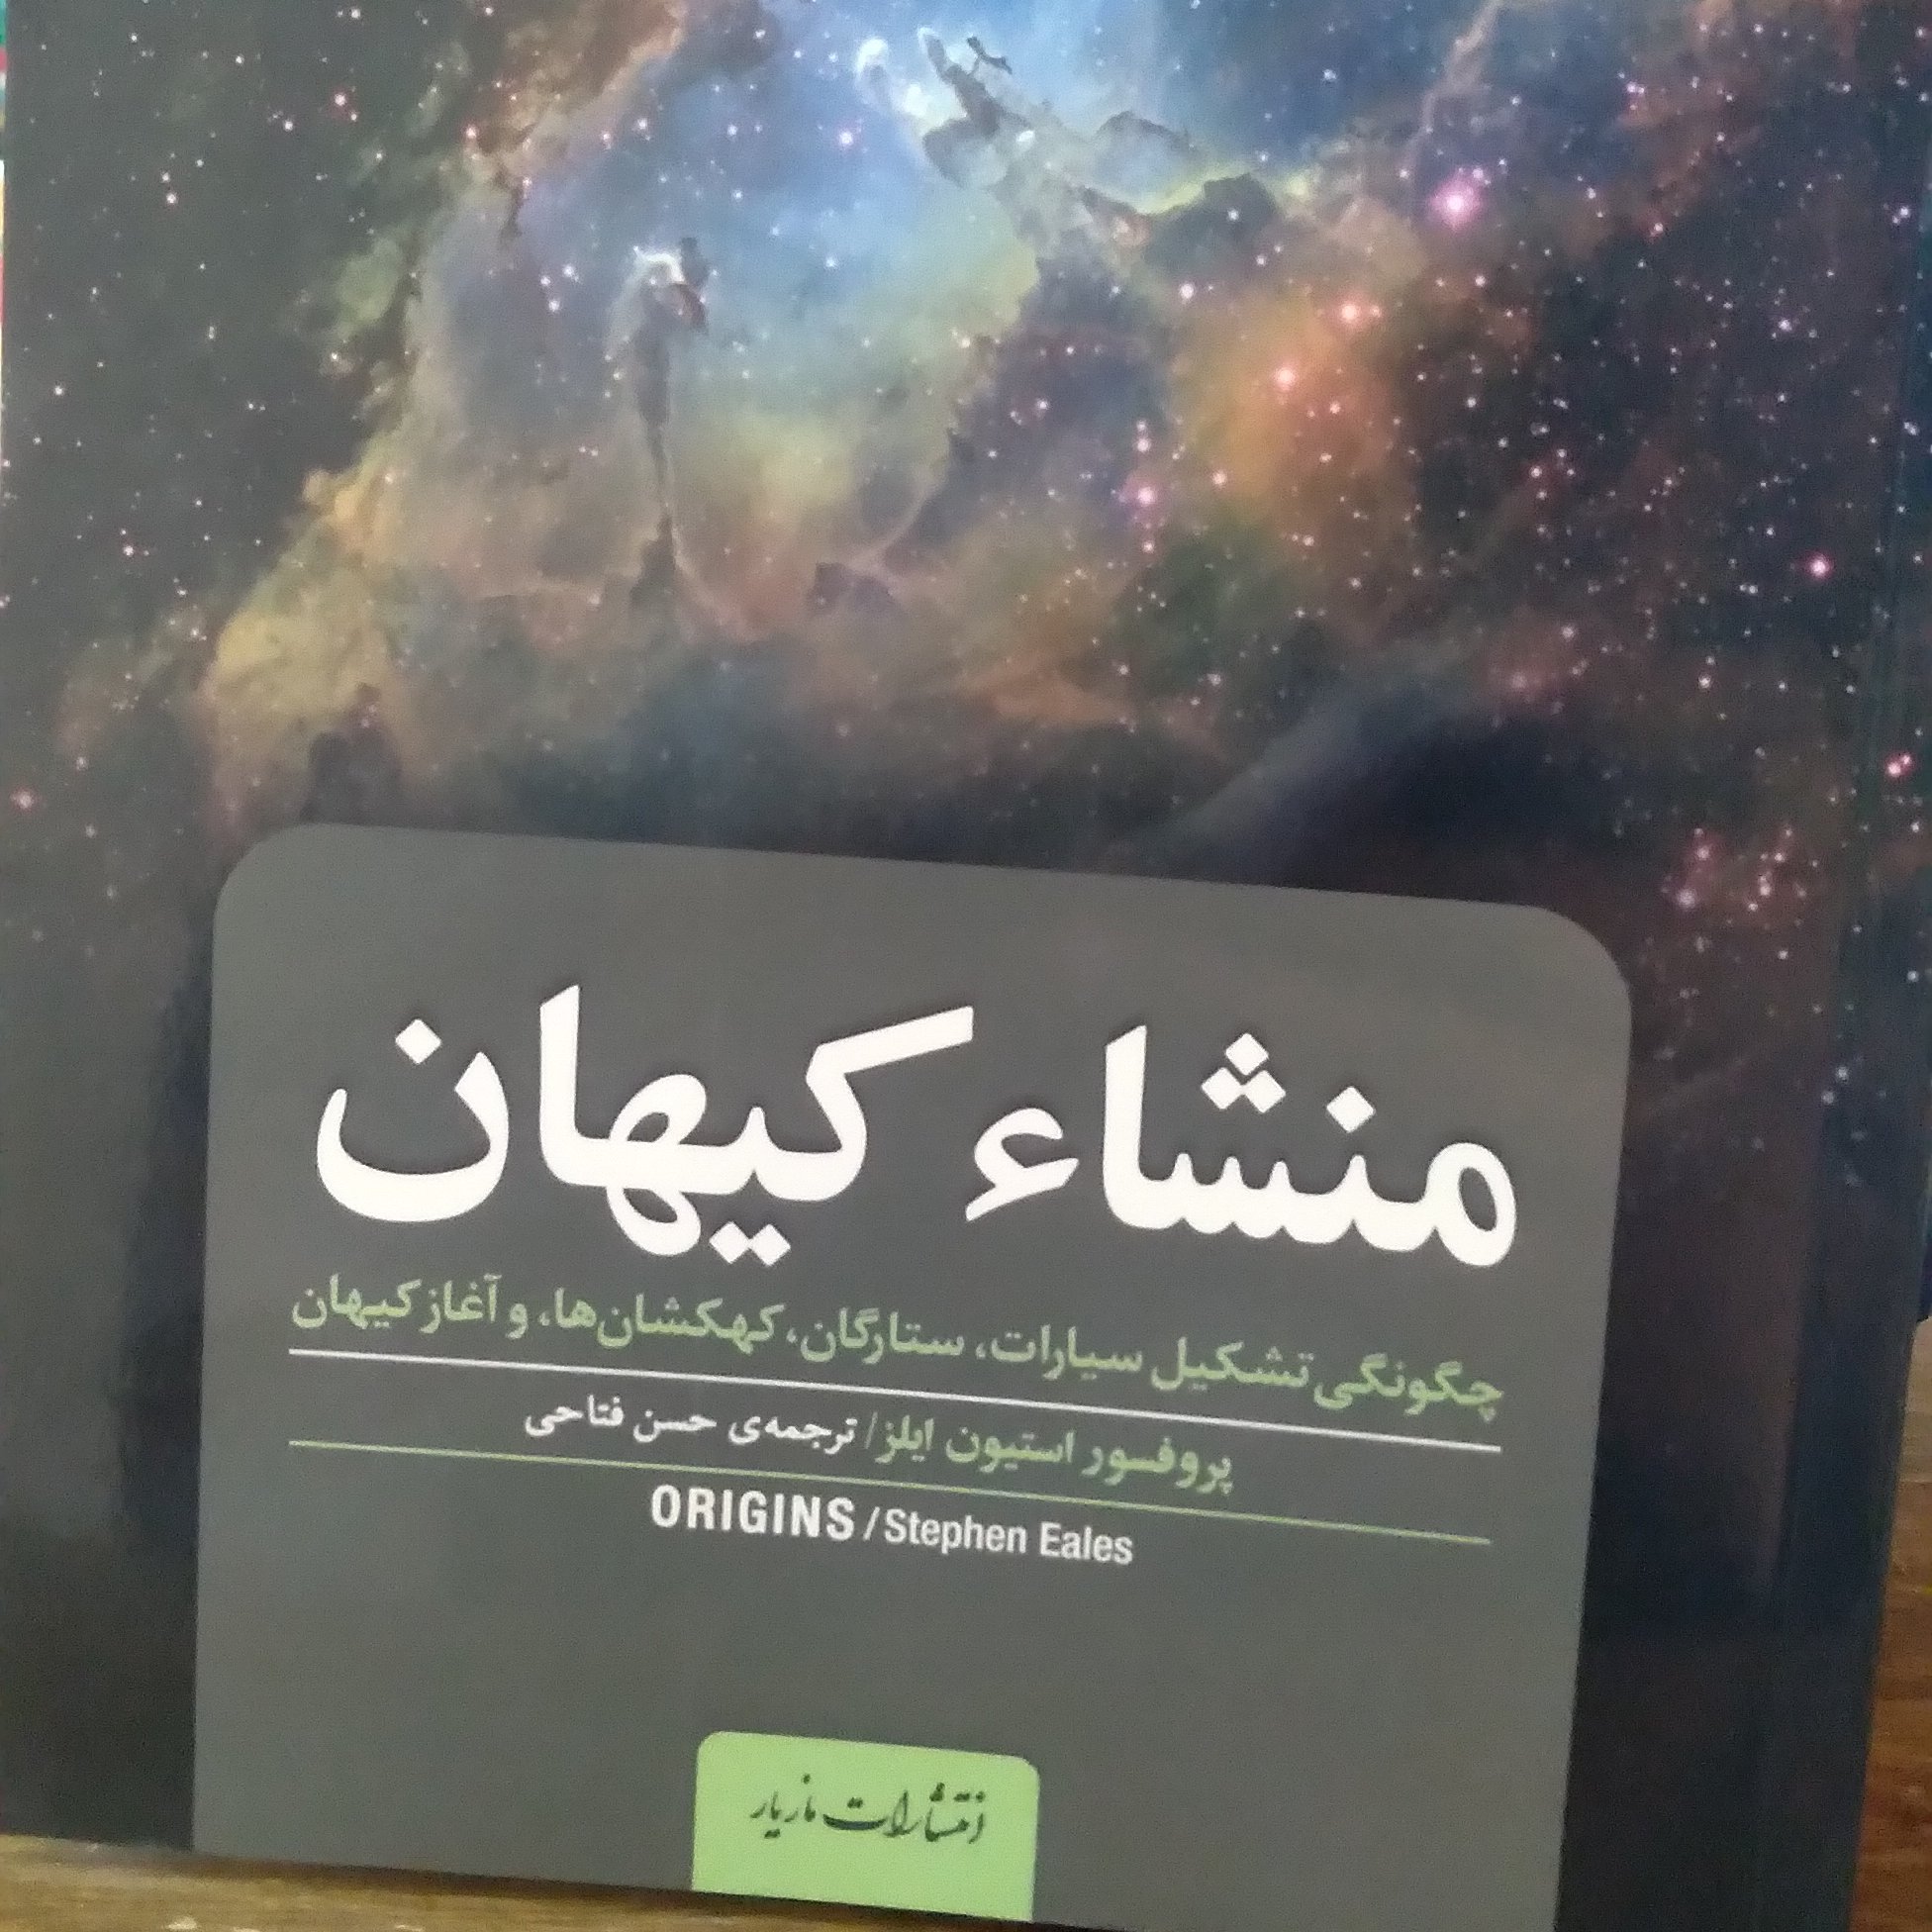 منشاء کیهان
چگونگی تشکیل سیارات، ستارگان، کهکشان‌ها، و آغاز کیهان
پروفسور استیون ایلز / ترجمه‌ی حسن فتاحی
ORIGINS / Stephen Eales
انتشارات مازیار